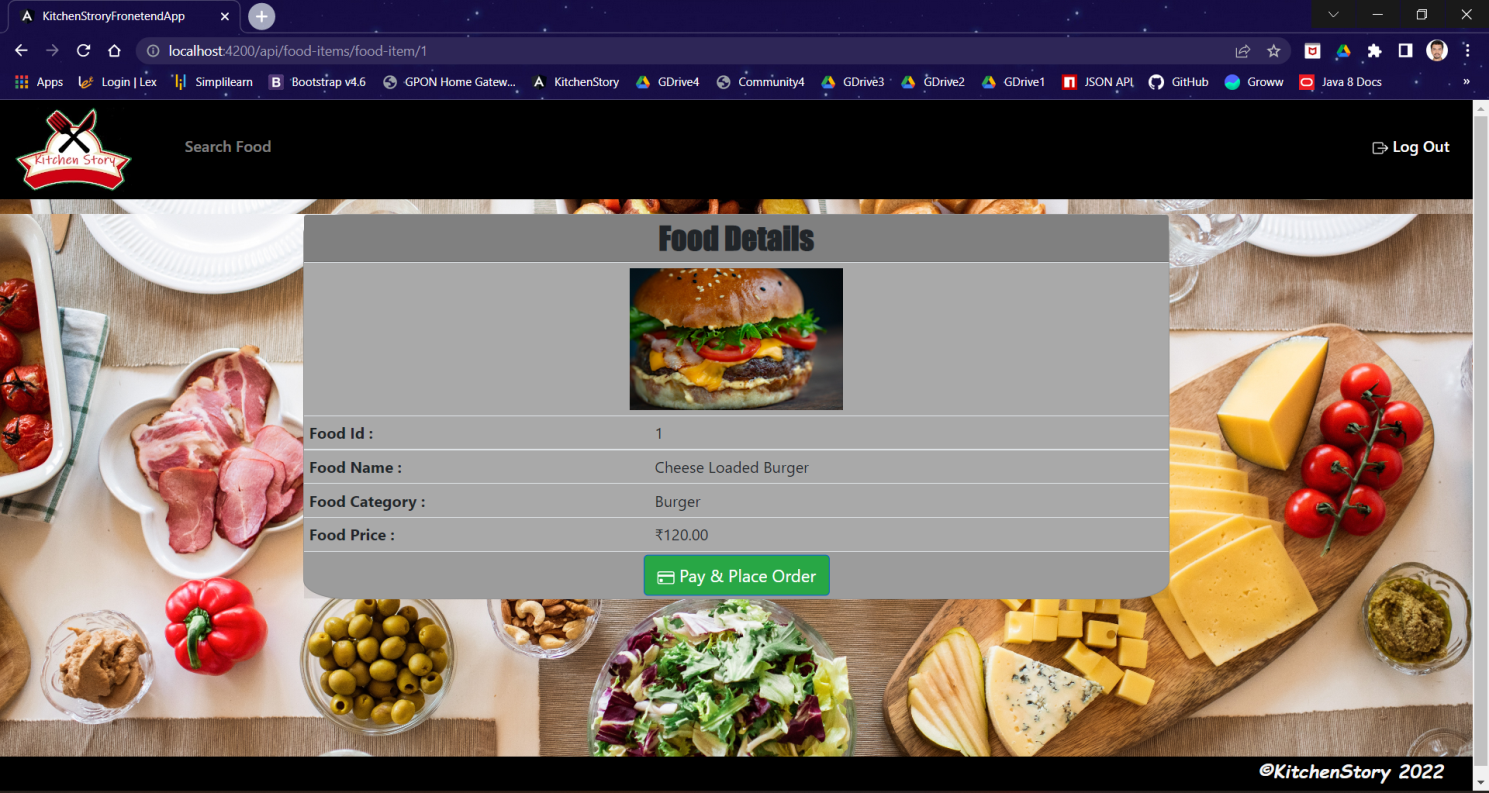 KitchenStroryFronetendApp
localhost:4200/api/food-items/food-item/1
Apps Login | Lex Simplilearn Bootstrap v4.6 GPON Home Gatew... KitchenStory GDrive4 Community4 GDrive3 GDrive2 GDrive1 JSON API GitHub Groww Java 8 Docs »
Kitchen Story
Search Food
Log Out
Food Details
Food Id : 1
Food Name : Cheese Loaded Burger
Food Category : Burger
Food Price : ₹120.00
Pay & Place Order
©KitchenStory 2022